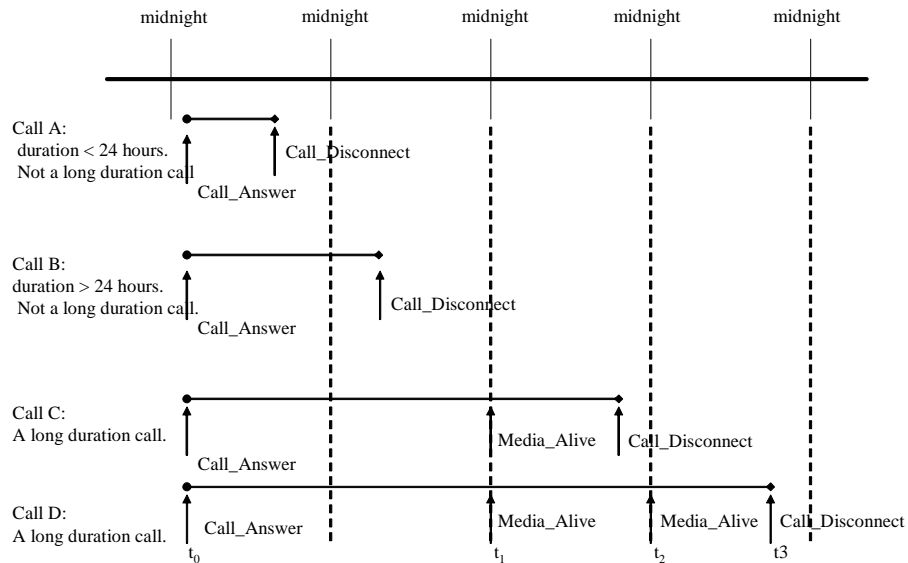 midnight
midnight
midnight
midnight
midnight
Call A:
duration < 24 hours.
Not a long duration call
Call_Disconnect
Call_Answer
Call B:
duration > 24 hours.
Not a long duration call.
Call_Disconnect
Call_Answer
Call C:
A long duration call.
Media_Alive
Call_Disconnect
Call_Answer
Call D:
A long duration call.
Call_Answer
Media_Alive
Media_Alive
Call_Disconnect
t0
t1
t2
t3